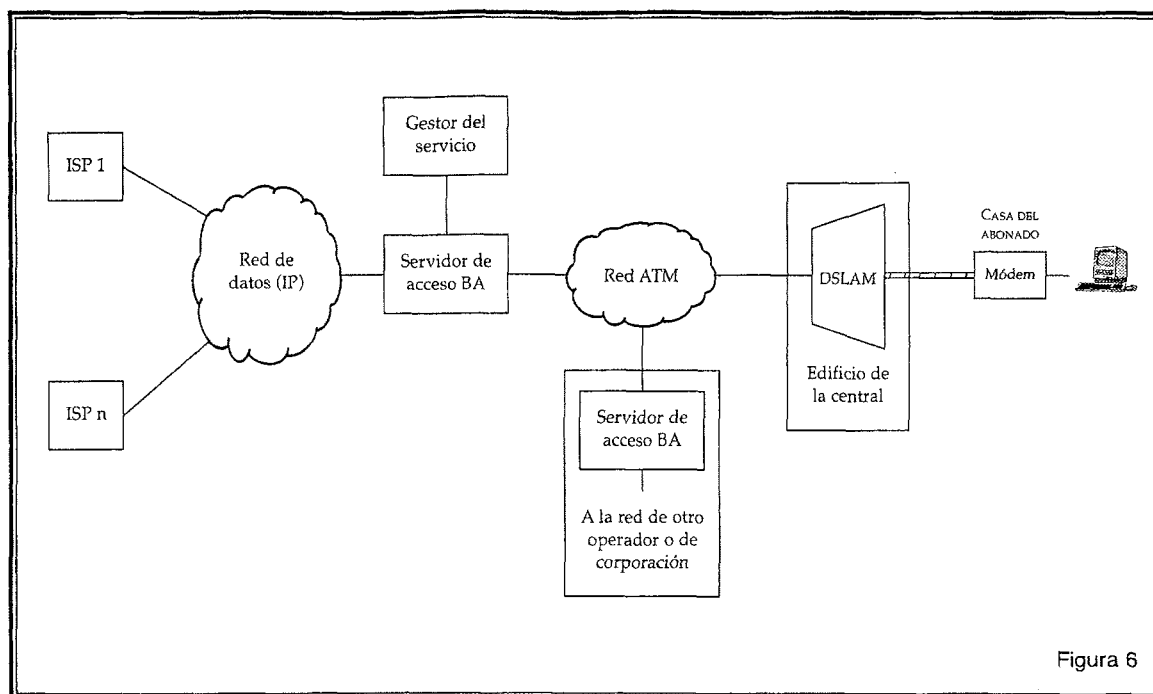 ISP 1
ISP n
Red de
datos (IP)
Gestor del
servicio
Servidor de
acceso BA
Red ATM
Servidor de
acceso BA
A la red de otro
operador o de
corporación
DSLAM
Edificio de
la central
CASA DEL
ABONADO
Módem
Figura 6